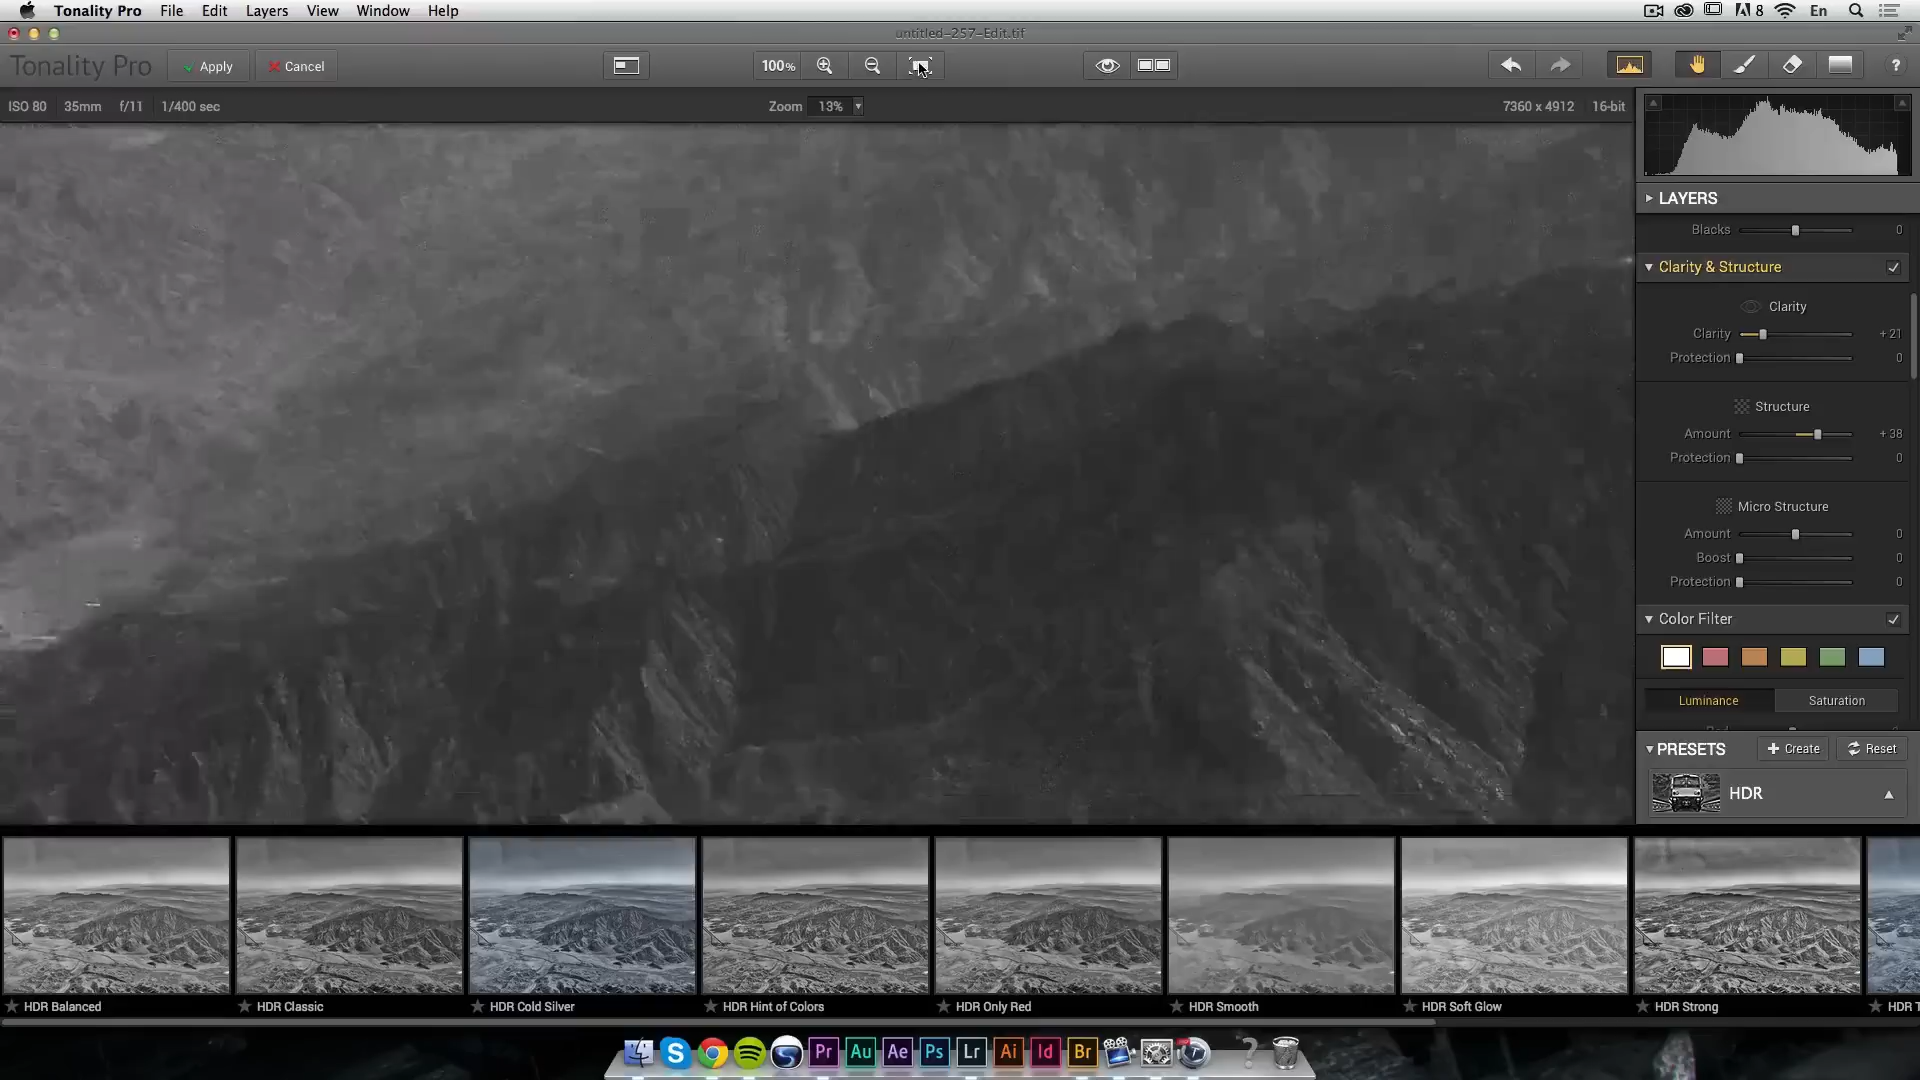 Tonality Pro File Edit Layers View Window Help 8 En
untitled-257-Edit.tif
Tonality Pro Apply Cancel 100% ?
ISO 80 35mm f/11 1/400 sec Zoom 13% 7360 x 4912 16-bit
LAYERS
Blacks 0
Clarity & Structure
Clarity
Clarity +21
Protection 0
Structure
Amount +38
Protection 0
Micro Structure
Amount 0
Boost 0
Protection 0
Color Filter
Luminance Saturation
PRESETS + Create Reset
HDR
HDR Balanced HDR Classic HDR Cold Silver HDR Hint of Colors HDR Only Red HDR Smooth HDR Soft Glow HDR Strong HDR T
Pr Au Ae Ps Lr Ai Id Br ?